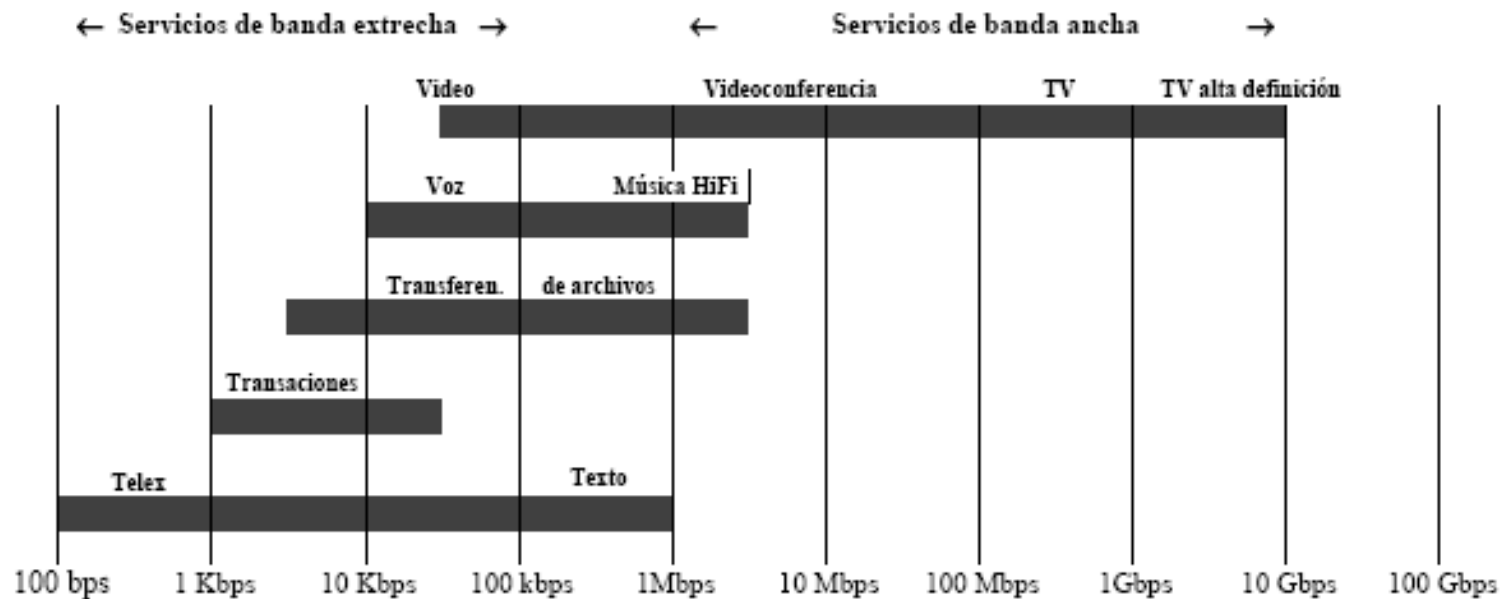 ← Servicios de banda extrecha → ← Servicios de banda ancha →
Video Videoconferencia TV TV alta definición
Voz Música HiFi
Transferen. de archivos
Transaciones
Telex Texto
100 bps 1 Kbps 10 Kbps 100 kbps 1Mbps 10 Mbps 100 Mbps 1Gbps 10 Gbps 100 Gbps